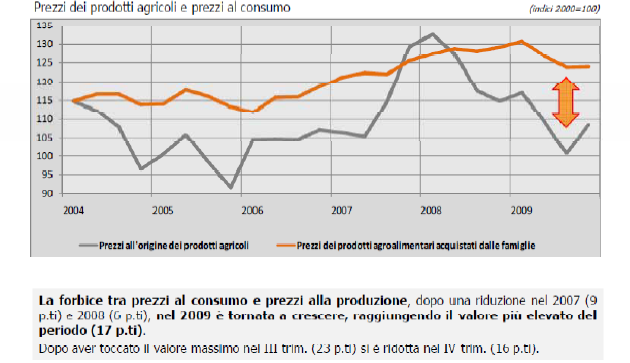 Prezzi dei prodotti agricoli e prezzi al consumo
(indici 2000=100)
135
130
125
120
115
110
105
100
95
90
2004
2005
2006
2007
2008
2009
Prezzi all'origine dei prodotti agricoli
Prezzi dei prodotti agroalimentari acquistati dalle famiglie
La forbice tra prezzi al consumo e prezzi alla produzione, dopo una riduzione nel 2007 (9
p.ti) e 2008 (6 p.ti), nel 2009 è tornata a crescere, raggiungendo il valore più elevato del
periodo (17 p.ti).
Dopo aver toccato il valore massimo nel III trim. (23 p.ti) si è ridotta nel IV trim. (16 p.ti).